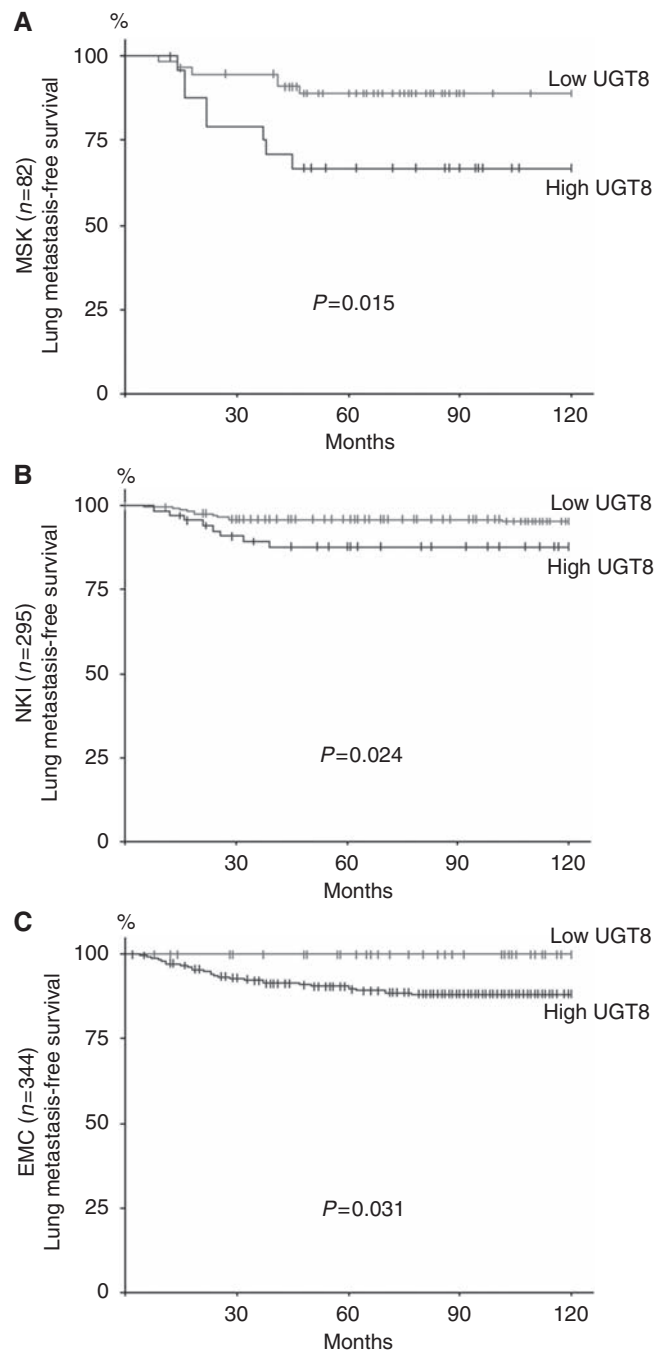 A
%
100
75
50
25
0
MSK (n=82)
Lung metastasis-free survival
Low UGT8
High UGT8
P=0.015
30 60 90 120
Months
B
%
100
75
50
25
0
NKI (n=295)
Lung metastasis-free survival
Low UGT8
High UGT8
P=0.024
30 60 90 120
Months
C
%
100
75
50
25
0
EMC (n=344)
Lung metastasis-free survival
Low UGT8
High UGT8
P=0.031
30 60 90 120
Months